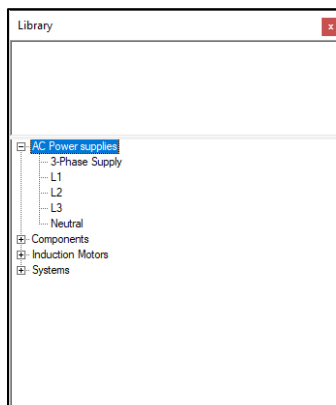 Library
x
AC Power supplies
3-Phase Supply
L1
L2
L3
Neutral
Components
Induction Motors
Systems